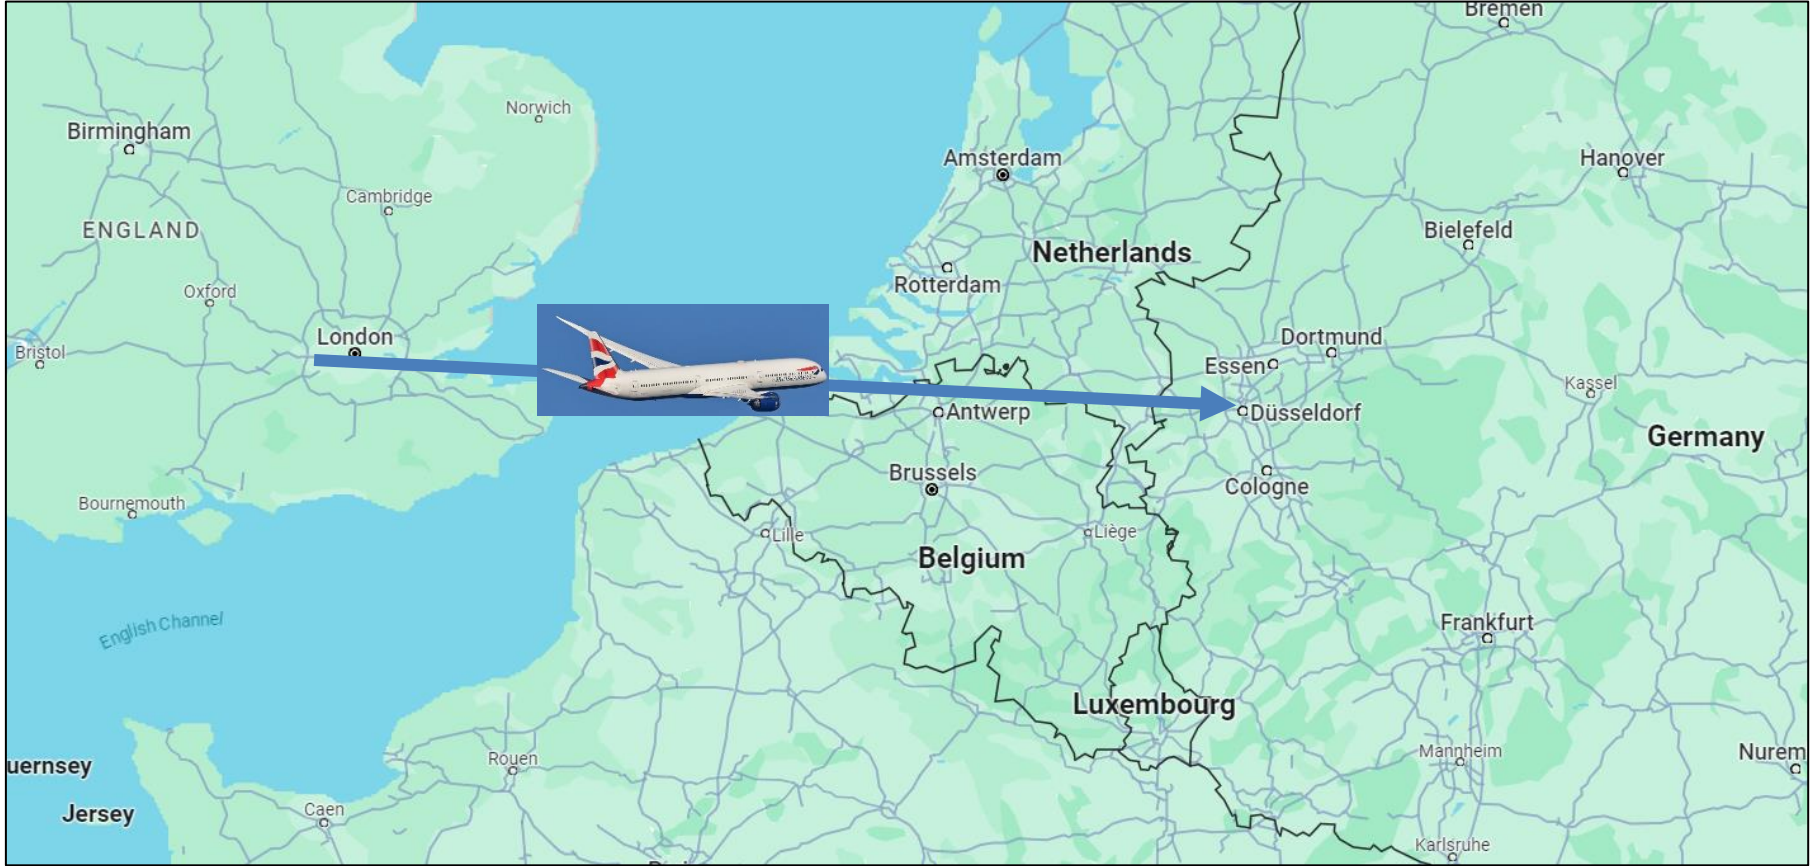 Bremen
Norwich
Birmingham
Amsterdam
Hanover
Cambridge
ENGLAND
Bielefeld
Netherlands
Rotterdam
Oxford
London
Dortmund
Bristol
Essen
Kassel
Antwerp
Düsseldorf
Germany
Brussels
Cologne
Bournemouth
Lille
Liège
Belgium
English Channel
Frankfurt
Luxembourg
Mannheim
Nurem
Rouen
uernsey
Caen
Jersey
Karlsruhe